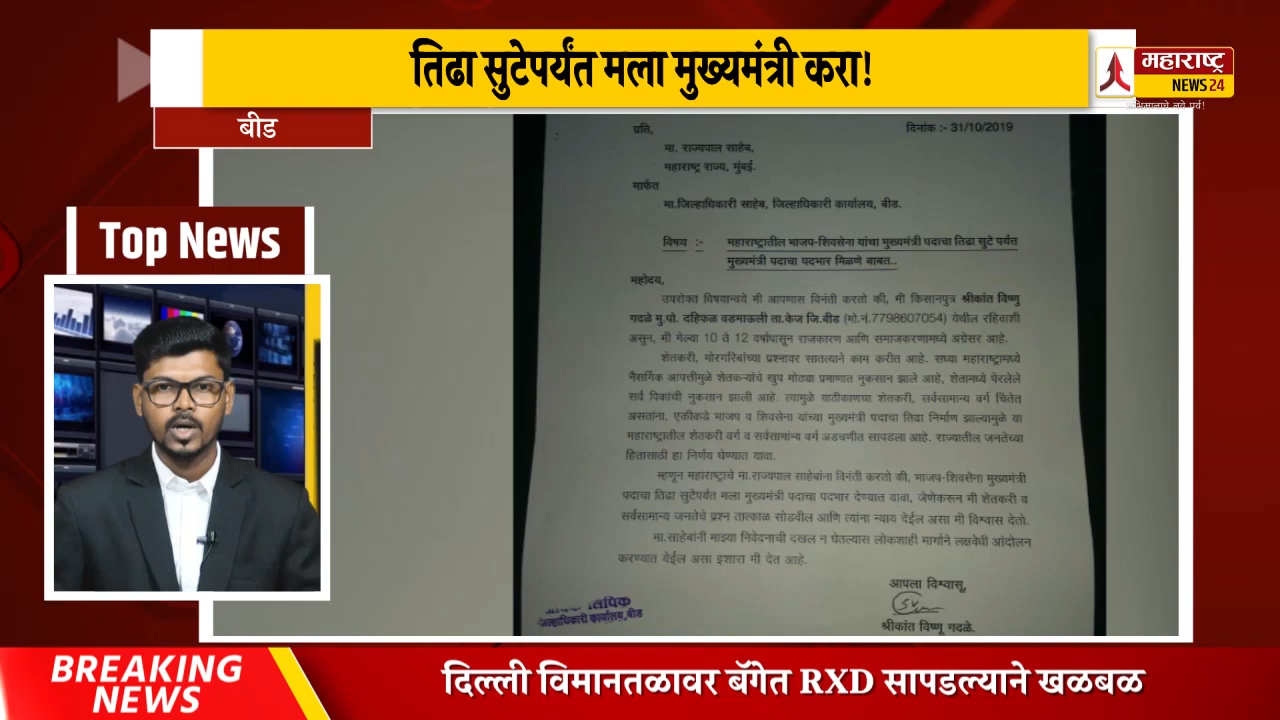 तिढा सुटेपर्यंत मला मुख्यमंत्री करा!
महाराष्ट्र
NEWS 24
बीड
Top News
प्रति,
दिनांक :- 31/10/2019
मा. राज्यपाल साहेब,
महाराष्ट्र राज्य, मुंबई.
मार्फत
मा.जिल्हाधिकारी साहेब, जिल्हाधिकारी कार्यालय, बीड.
विषय :- महाराष्ट्रातील भाजप-शिवसेना यांचा मुख्यमंत्री पदाचा तिढा सुटे पर्यंत
मुख्यमंत्री पदाचा पदभार मिळणे बाबत..
महोदय,
उपरोक्त विषयान्वये मी आपणास विनंती करतो की, मी किसानपुत्र श्रीकांत विष्णु
गदळे मु.पो. दहिफळ वडमाऊली ता.केज जि.बीड (मो.नं.7798607054) येथील रहिवाशी
असुन, मी गेल्वा 10 ते 12 वर्षापासून राजकारण आणि समाजकरणामध्ये अग्रेसर आहे.
शेतकरी, गोरगरिबांच्या प्रश्नावर सातत्याने काम करीत आहे. सध्या महाराष्ट्रामध्ये
नैसर्गिक आपत्तीमुळे शेतकऱ्यांचे खुप मोठ्या प्रमाणात नुकसान झाले आहे, शेतामध्ये पेरलेले
सर्व पिकांची नुकसान झाली आहे. त्यामुळे याठीकाणचा शेतकरी, सर्वसामान्य वर्ग चिंतेत
असतांना, एकीकडे भाजप व शिवसेना यांच्या मुख्यमंत्री पदाचा तिढा निर्माण झाल्यामुळे या
महाराष्ट्रातील शेतकरी वर्ग व सर्वसामांन्य वर्ग अडचणीत सापडला आहे. राज्यातील जनतेच्या
हितासाठी हा निर्णय घेण्यात यावा.
म्हणून महाराष्ट्राचे मा.राज्यपाल साहेबांना विनंती करतो की, भाजप-शिवसेना मुख्यमंत्री
पदाचा तिढा सुटेपर्यंत मला मुख्यमंत्री पदाचा पदभार देण्यात यावा, जेणेकरून मी शेतकरी व
सर्वसामान्य जनतेचे प्रश्न तात्काळ सोडवील आणि त्यांना न्याय देईल असा मी विश्वास देतो.
मा.साहेबांनी माझ्या निवेदनाची दखल न घेतल्यास लोकशाही मार्गाने लक्षवेधी आंदोलन
करण्यात येईल असा इशारा मी देत आहे.
आपला विश्वासू,
श्रीकांत विष्णू गदळे.
लिपिक
जिल्हाधिकारी कार्यालय, बीड
BREAKING
NEWS
दिल्ली विमानतळावर बॅगेत RXD सापडल्याने खळबळ